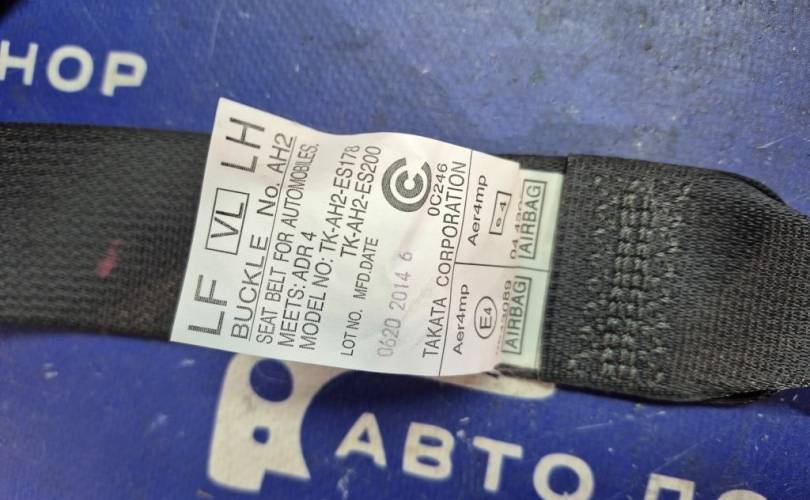 НОР
LF VL LH
BUCKLE No. AH2
SEAT BELT FOR AUTOMOBILES.
MEETS: ADR 4
MODEL NO: TK-AH2-ES178
TK-AH2-ES200
LOT NO. MFD.DATE
0620 2014 6
0C246
TAKATA CORPORATION
Aer4mp
E4
AIRBAG
Aer4mp
e4
AIRBAG
АВТО